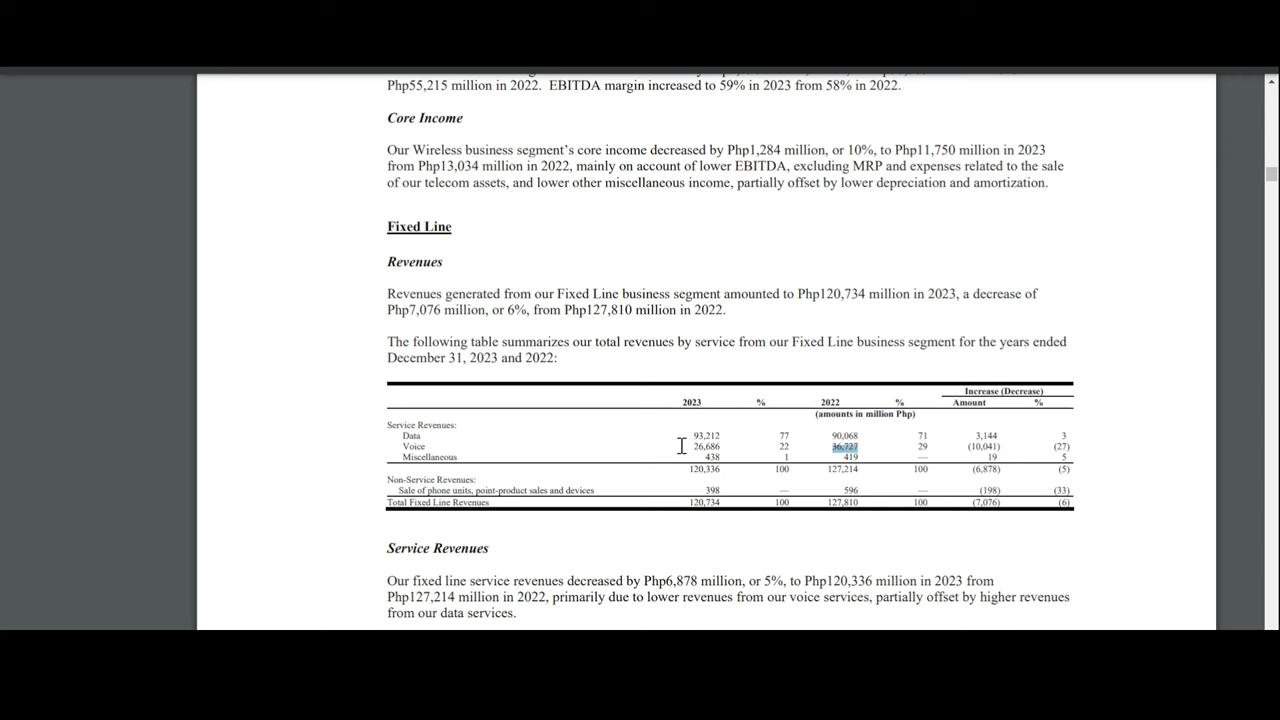 Php55,215 million in 2022. EBITDA margin increased to 59% in 2023 from 58% in 2022.
Core Income
Our Wireless business segment's core income decreased by Php1,284 million, or 10%, to Php11,750 million in 2023
from Php13,034 million in 2022, mainly on account of lower EBITDA, excluding MRP and expenses related to the sale
of our telecom assets, and lower other miscellaneous income, partially offset by lower depreciation and amortization.
Fixed Line
Revenues
Revenues generated from our Fixed Line business segment amounted to Php120,734 million in 2023, a decrease of
Php7,076 million, or 6%, from Php127,810 million in 2022.
The following table summarizes our total revenues by service from our Fixed Line business segment for the years ended
December 31, 2023 and 2022:
Increase (Decrease)
2023 % 2022 % Amount %
(amounts in million Php)
Service Revenues:
Data 93,212 77 90,068 71 3,144 3
Voice 26,686 22 36,727 29 (10,041) (27)
Miscellaneous 438 1 419 — 19 5
120,336 100 127,214 100 (6,878) (5)
Non-Service Revenues:
Sale of phone units, point-product sales and devices 398 — 596 — (198) (33)
Total Fixed Line Revenues 120,734 100 127,810 100 (7,076) (6)
Service Revenues
Our fixed line service revenues decreased by Php6,878 million, or 5%, to Php120,336 million in 2023 from
Php127,214 million in 2022, primarily due to lower revenues from our voice services, partially offset by higher revenues
from our data services.